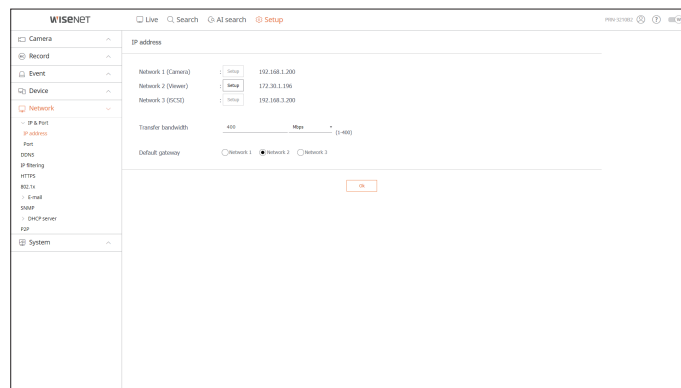 WISENET
Live Search AI search Setup
PRN-3210B2
Camera
Record
Event
Device
Network
IP & Port
IP address
Port
DDNS
IP filtering
HTTPS
802.1x
E-mail
SNMP
DHCP server
P2P
System
IP address
Network 1 (Camera) : Setup 192.168.1.200
Network 2 (Viewer) : Setup 172.30.1.196
Network 3 (iSCSI) : Setup 192.168.3.200
Transfer bandwidth 400 Mbps (1~400)
Default gateway Network 1 Network 2 Network 3
OK